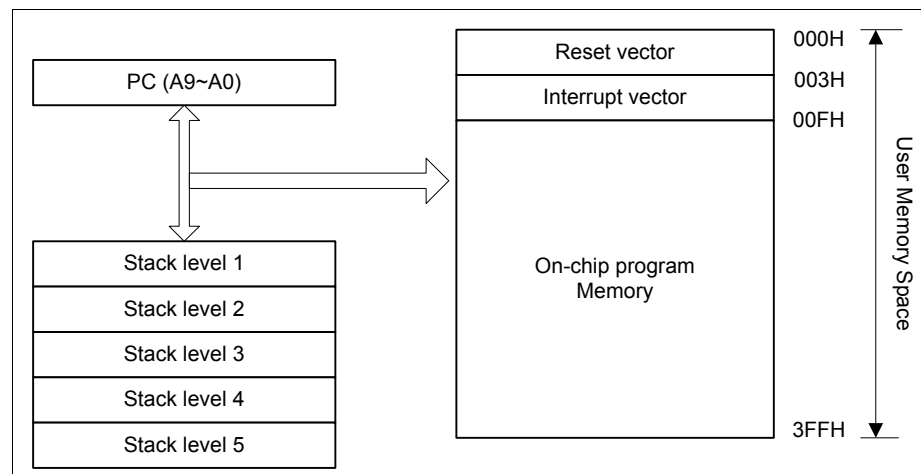 PC (A9~A0)
Stack level 1
Stack level 2
Stack level 3
Stack level 4
Stack level 5
Reset vector
Interrupt vector
On-chip program
Memory
000H
003H
00FH
3FFH
User Memory Space